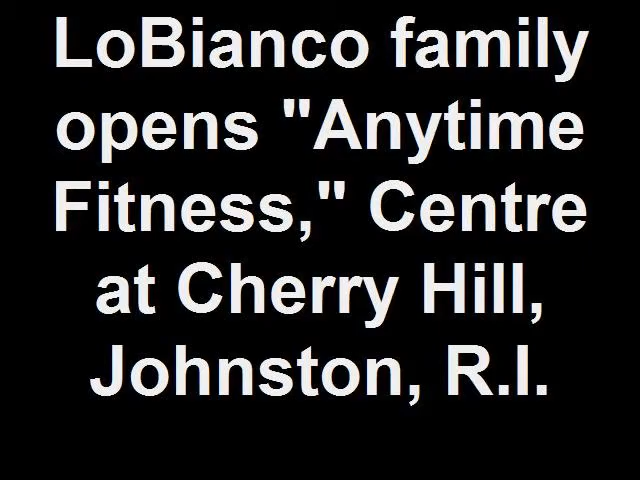 LoBianco family
opens "Anytime
Fitness," Centre
at Cherry Hill,
Johnston, R.I.